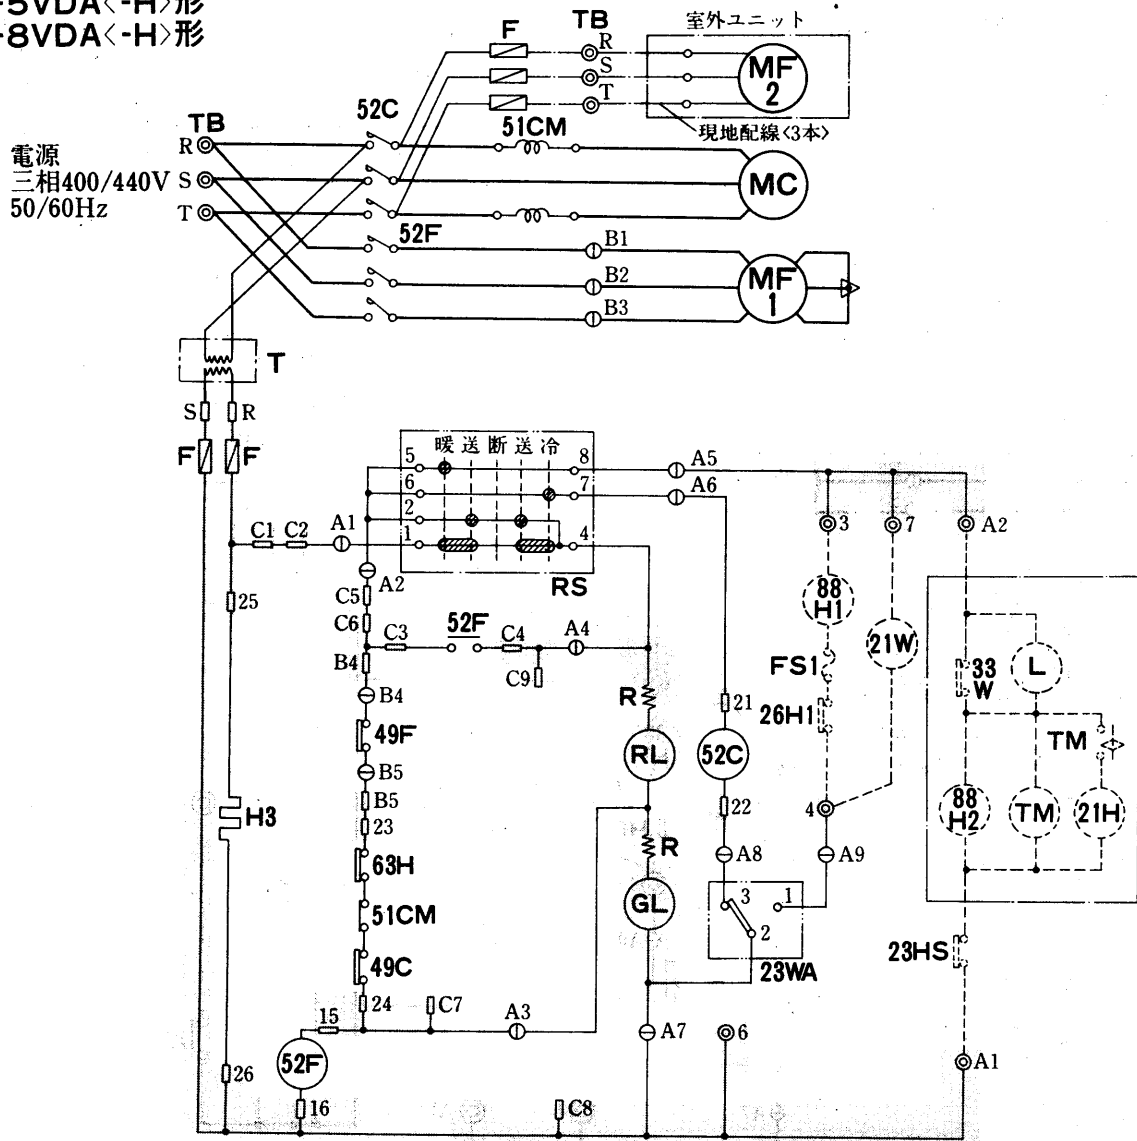 -5VDA<-H>形
-8VDA<-H>形
F
TB
室外ユニット
R
S
T
MF
2
現地配線<3本>
52C
51CM
TB
電源
三相400/440V
50/60Hz
R
S
T
MC
52F
B1
B2
B3
MF
1
T
S
R
F
F
暖 送 断 送 冷
5
8
6
7
2
1
4
RS
A5
A6
C1
C2
A1
A2
C5
C6
25
C3
52F
C4
A4
C9
B4
B4
49F
B5
B5
23
63H
51CM
49C
24
C7
A3
15
52F
16
H3
26
C8
R
RL
R
GL
A7
21
52C
22
A8
3
1
2
23WA
6
3
7
A2
88
H1
FS1
26H1
21W
4
A9
33
W
L
TM
88
H2
TM
21H
23HS
A1